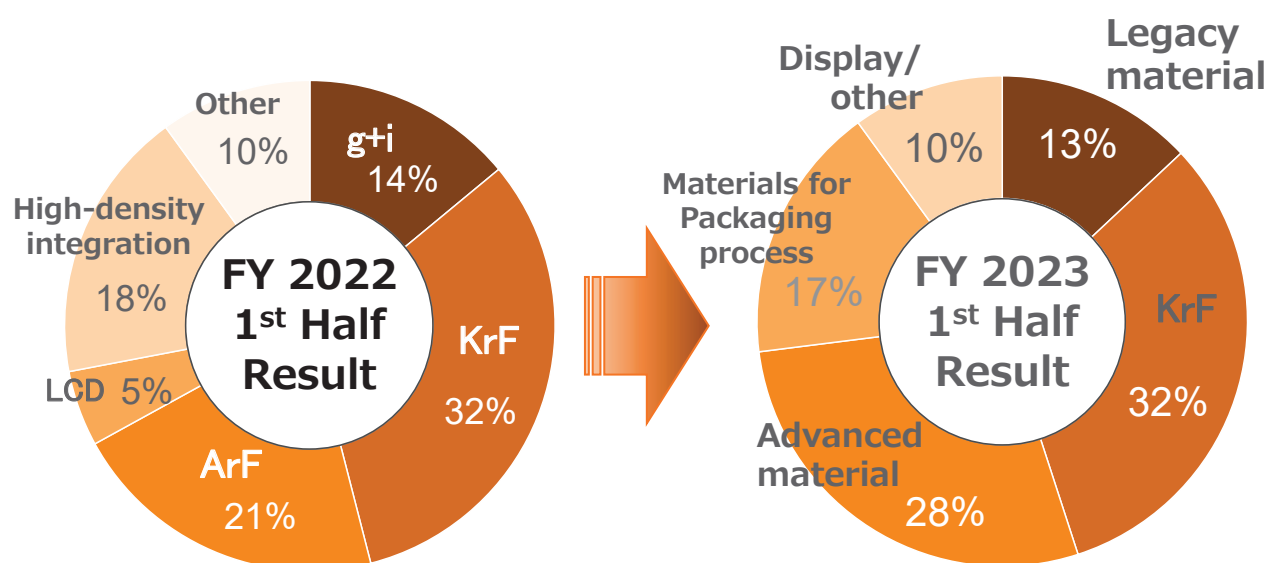 Other
10%
g+i
14%
High-density
integration
18%
FY 2022
1st Half
Result
KrF
32%
LCD 5%
ArF
21%
Legacy
material
Display/
other
10%
13%
Materials for
Packaging
process
17%
FY 2023
1st Half
Result
KrF
32%
Advanced
material
28%